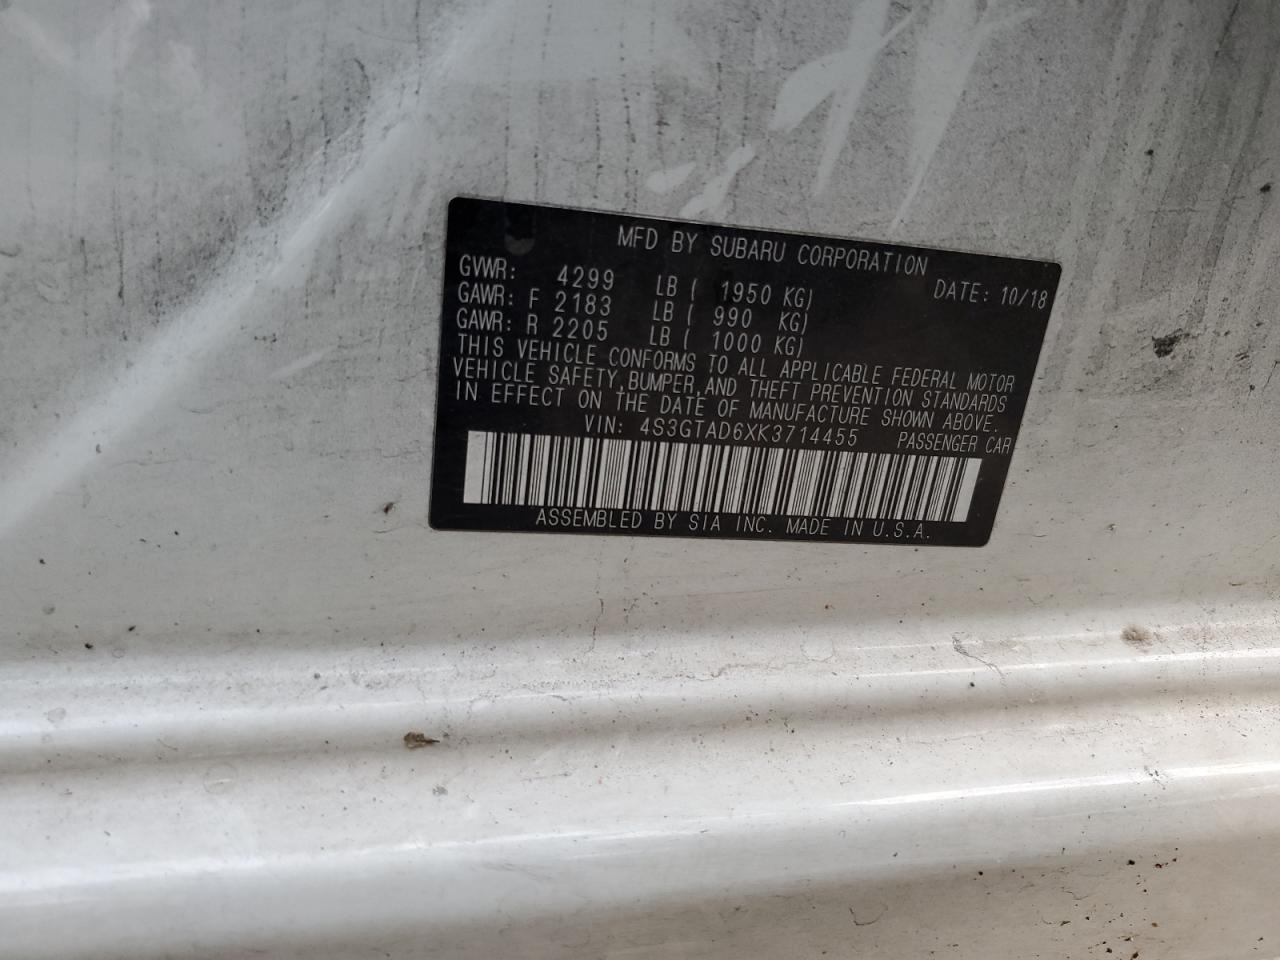 MFD BY SUBARU CORPORATION
GVWR: 4299 LB ( 1950 KG) DATE: 10/18
GAWR: F 2183 LB ( 990 KG)
GAWR: R 2205 LB ( 1000 KG)
THIS VEHICLE CONFORMS TO ALL APPLICABLE FEDERAL MOTOR
VEHICLE SAFETY, BUMPER, AND THEFT PREVENTION STANDARDS
IN EFFECT ON THE DATE OF MANUFACTURE SHOWN ABOVE.
VIN: 4S3GTAD6XK3714455 PASSENGER CAR
ASSEMBLED BY SIA INC. MADE IN U.S.A.